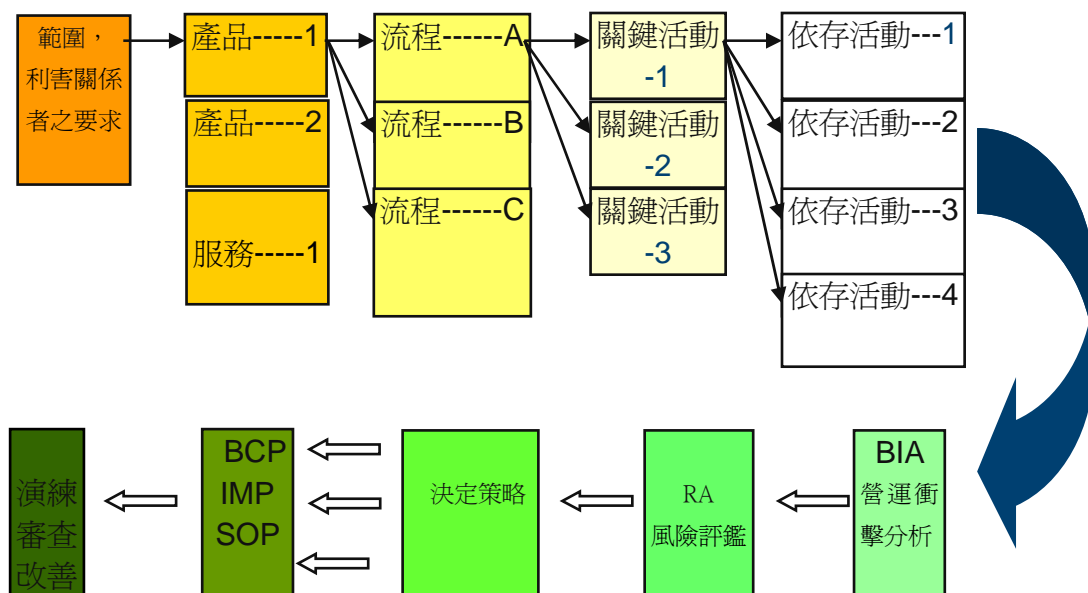 範圍，
利害關係
者之要求
產品-----1
產品-----2
服務-----1
流程------A
流程------B
流程------C
關鍵活動
-1
關鍵活動
-2
關鍵活動
-3
依存活動---1
依存活動---2
依存活動---3
依存活動---4
演練
審查
改善
BCP
IMP
SOP
決定策略
RA
風險評鑑
BIA
營運衝
擊分析